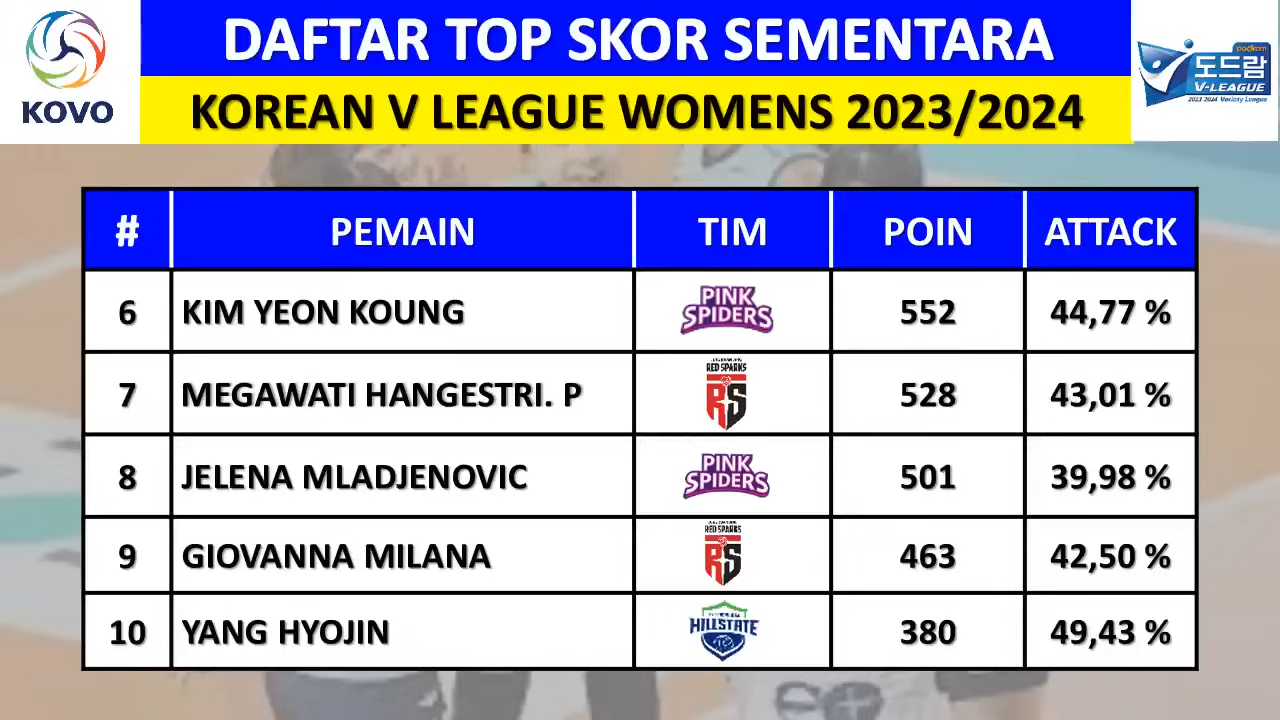 KOVO
DAFTAR TOP SKOR SEMENTARA
KOREAN V LEAGUE WOMENS 2023/2024
도드람
V-LEAGUE
2023 2024
# PEMAIN TIM POIN ATTACK
6 KIM YEON KOUNG PINK SPIDERS 552 44,77 %
7 MEGAWATI HANGESTRI. P RED SPARKS RS 528 43,01 %
8 JELENA MLADJENOVIC PINK SPIDERS 501 39,98 %
9 GIOVANNA MILANA RED SPARKS RS 463 42,50 %
10 YANG HYOJIN HILLSTATE 380 49,43 %